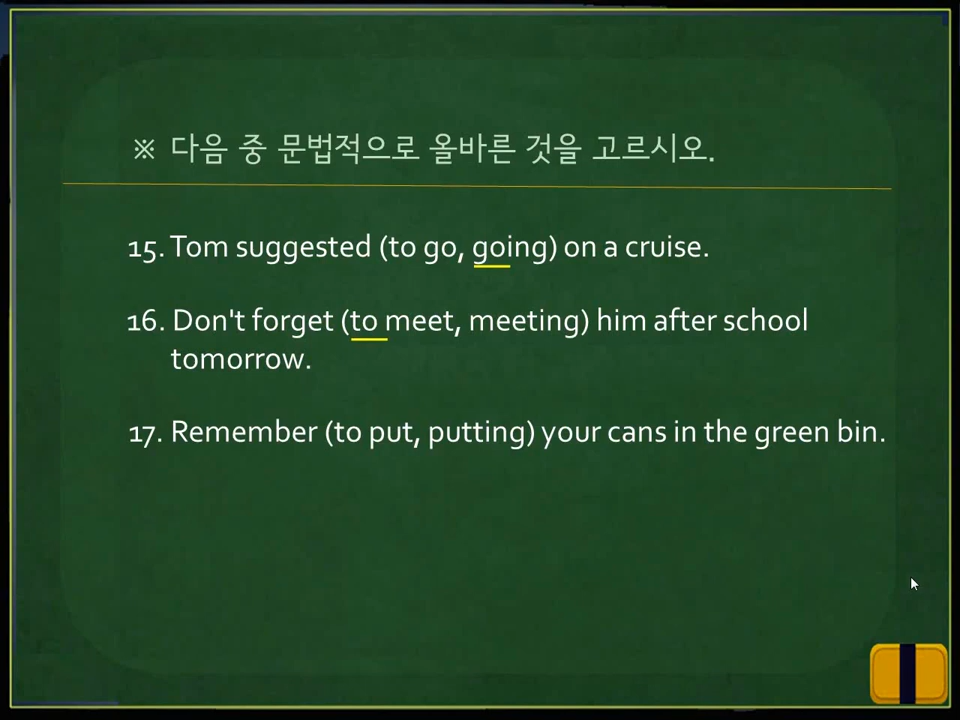 ※ 다음 중 문법적으로 올바른 것을 고르시오.
15. Tom suggested (to go, going) on a cruise.
16. Don't forget (to meet, meeting) him after school
tomorrow.
17. Remember (to put, putting) your cans in the green bin.